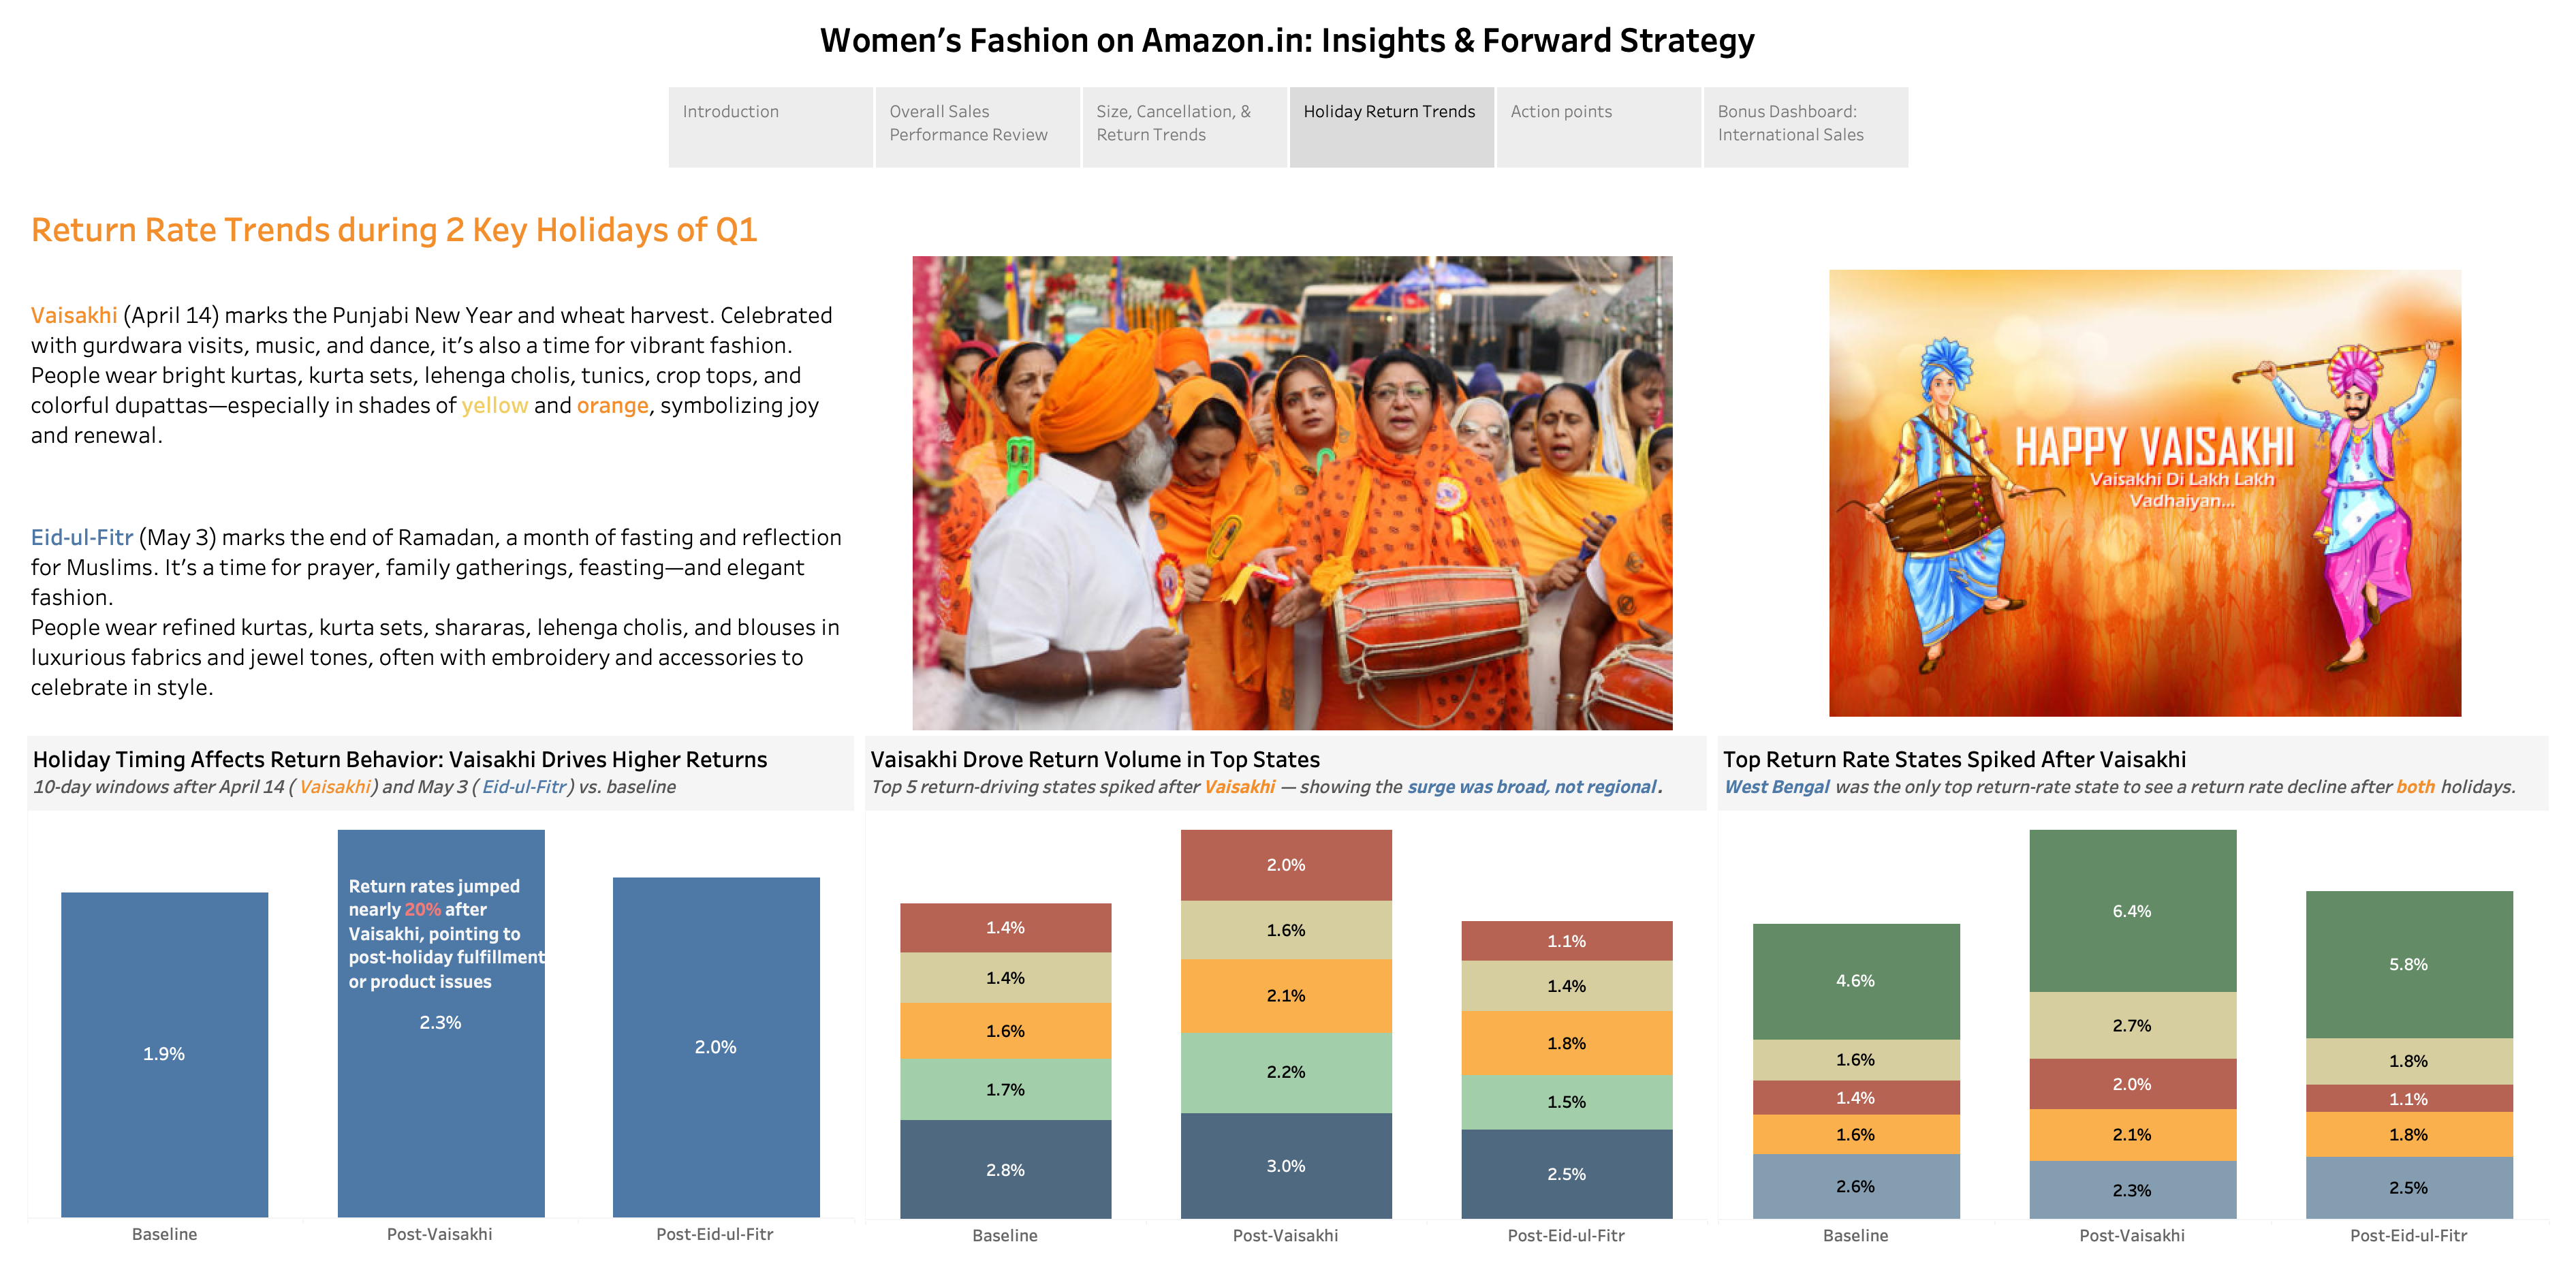 Women’s Fashion on Amazon.in: Insights & Forward Strategy
Introduction
Overall Sales
Performance Review
Size, Cancellation, &
Return Trends
Holiday Return Trends
Action points
Bonus Dashboard:
International Sales
Return Rate Trends during 2 Key Holidays of Q1
Vaisakhi (April 14) marks the Punjabi New Year and wheat harvest. Celebrated
with gurdwara visits, music, and dance, it’s also a time for vibrant fashion.
People wear bright kurtas, kurta sets, lehenga cholis, tunics, crop tops, and
colorful dupattas—especially in shades of yellow and orange, symbolizing joy
and renewal.
Eid-ul-Fitr (May 3) marks the end of Ramadan, a month of fasting and reflection
for Muslims. It’s a time for prayer, family gatherings, feasting—and elegant
fashion.
People wear refined kurtas, kurta sets, shararas, lehenga cholis, and blouses in
luxurious fabrics and jewel tones, often with embroidery and accessories to
celebrate in style.
HAPPY VAISAKHI
Vaisakhi Di Lakh Lakh
Vadhaiyan...
Holiday Timing Affects Return Behavior: Vaisakhi Drives Higher Returns
10-day windows after April 14 ( Vaisakhi) and May 3 ( Eid-ul-Fitr) vs. baseline
Return rates jumped
nearly 20% after
Vaisakhi, pointing to
post-holiday fulfillment
or product issues
1.9%
2.3%
2.0%
Baseline
Post-Vaisakhi
Post-Eid-ul-Fitr
Vaisakhi Drove Return Volume in Top States
Top 5 return-driving states spiked after Vaisakhi — showing the surge was broad, not regional.
1.4%
1.4%
1.6%
1.7%
2.8%
2.0%
1.6%
2.1%
2.2%
3.0%
1.1%
1.4%
1.8%
1.5%
2.5%
Baseline
Post-Vaisakhi
Post-Eid-ul-Fitr
Top Return Rate States Spiked After Vaisakhi
West Bengal was the only top return-rate state to see a return rate decline after both holidays.
4.6%
1.6%
1.4%
1.6%
2.6%
6.4%
2.7%
2.0%
2.1%
2.3%
5.8%
1.8%
1.1%
1.8%
2.5%
Baseline
Post-Vaisakhi
Post-Eid-ul-Fitr